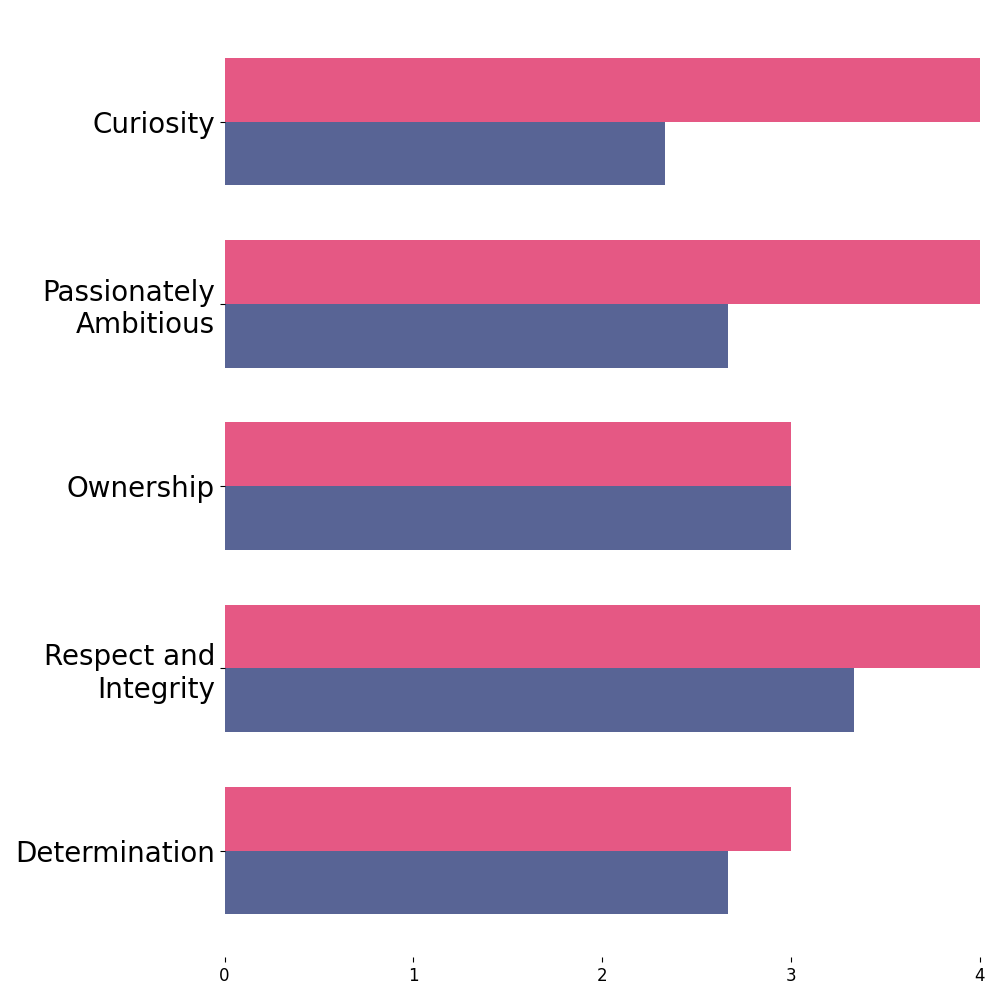 Curiosity
Passionately
Ambitious
Ownership
Respect and
Integrity
Determination
0 1 2 3 4